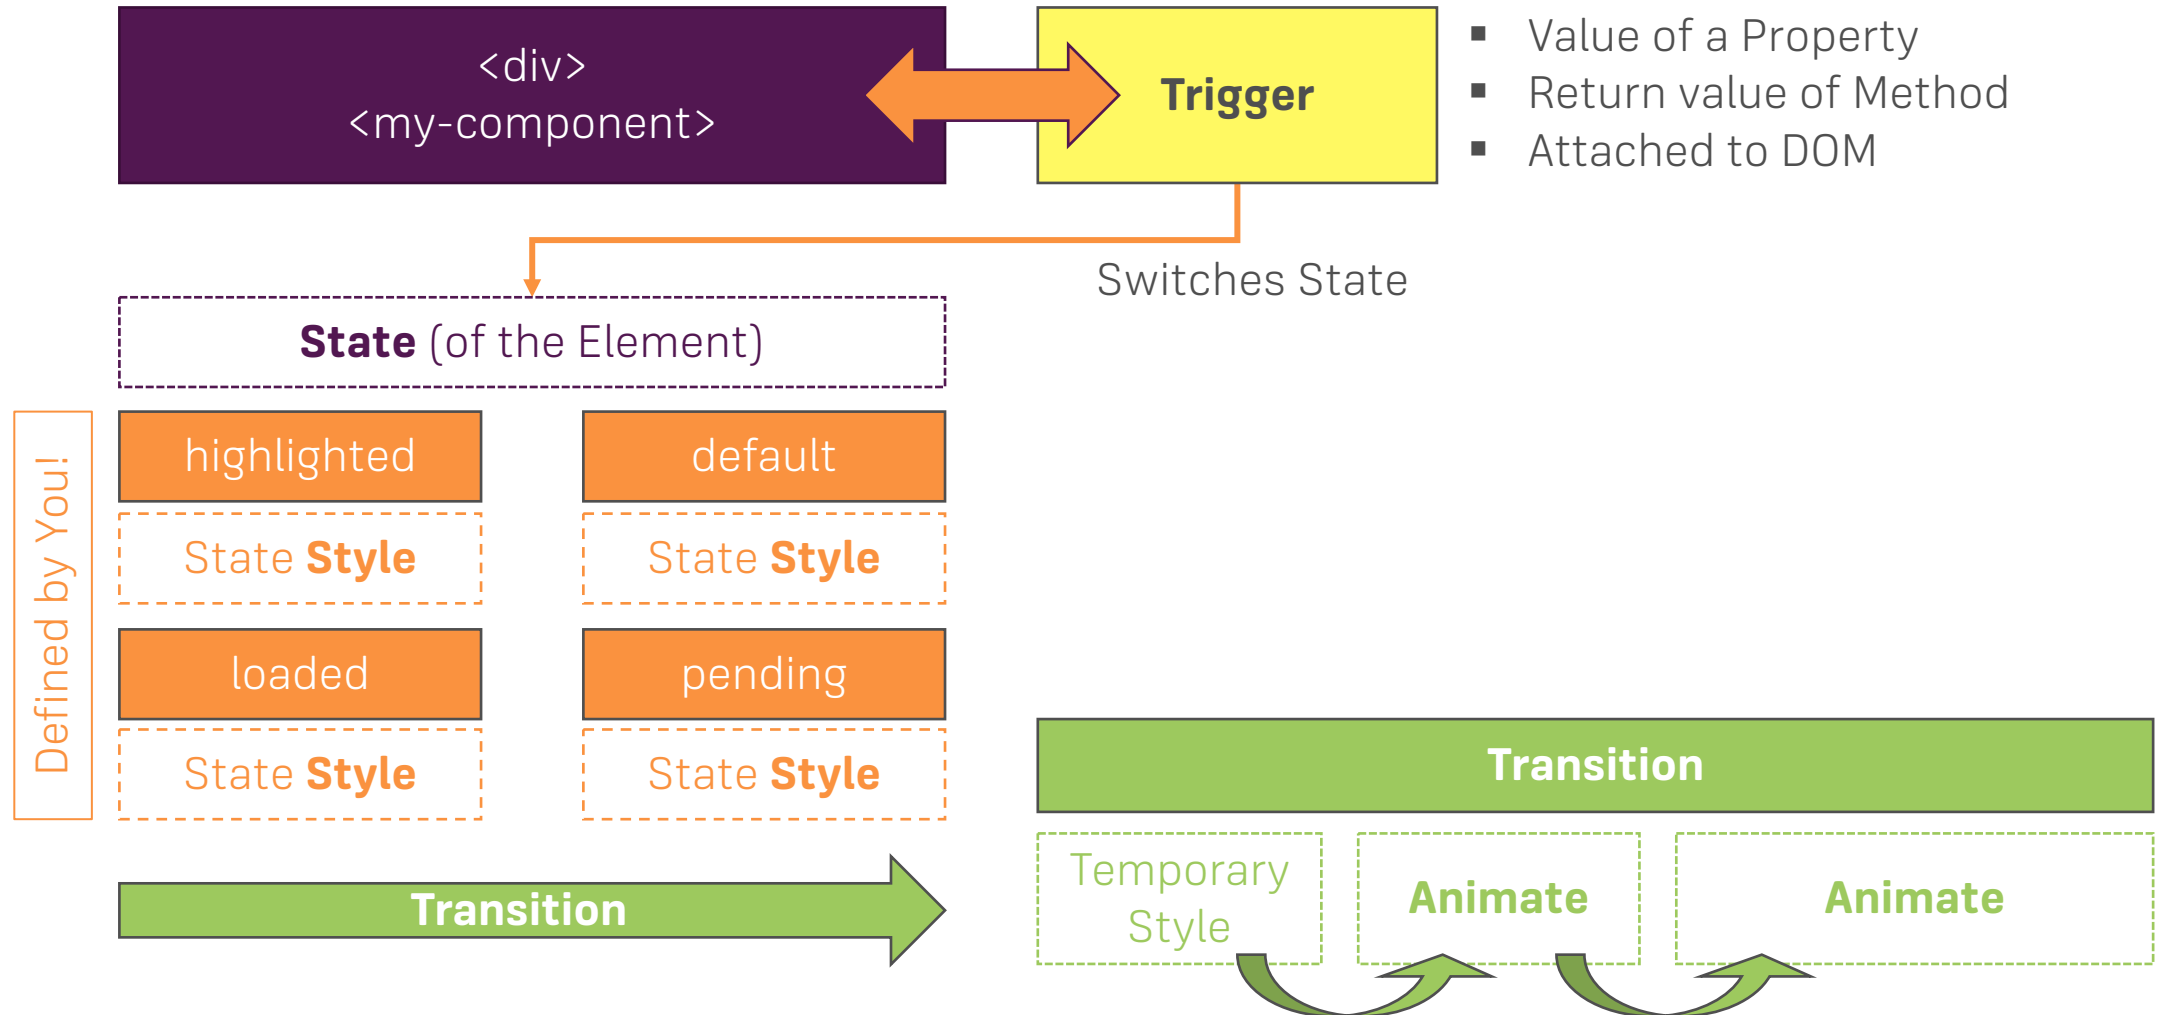 <div>
<my-component>
Trigger
Value of a Property
Return value of Method
Attached to DOM
Switches State
State (of the Element)
Defined by You!
highlighted
default
State Style
State Style
loaded
pending
State Style
State Style
Transition
Transition
Temporary
Style
Animate
Animate